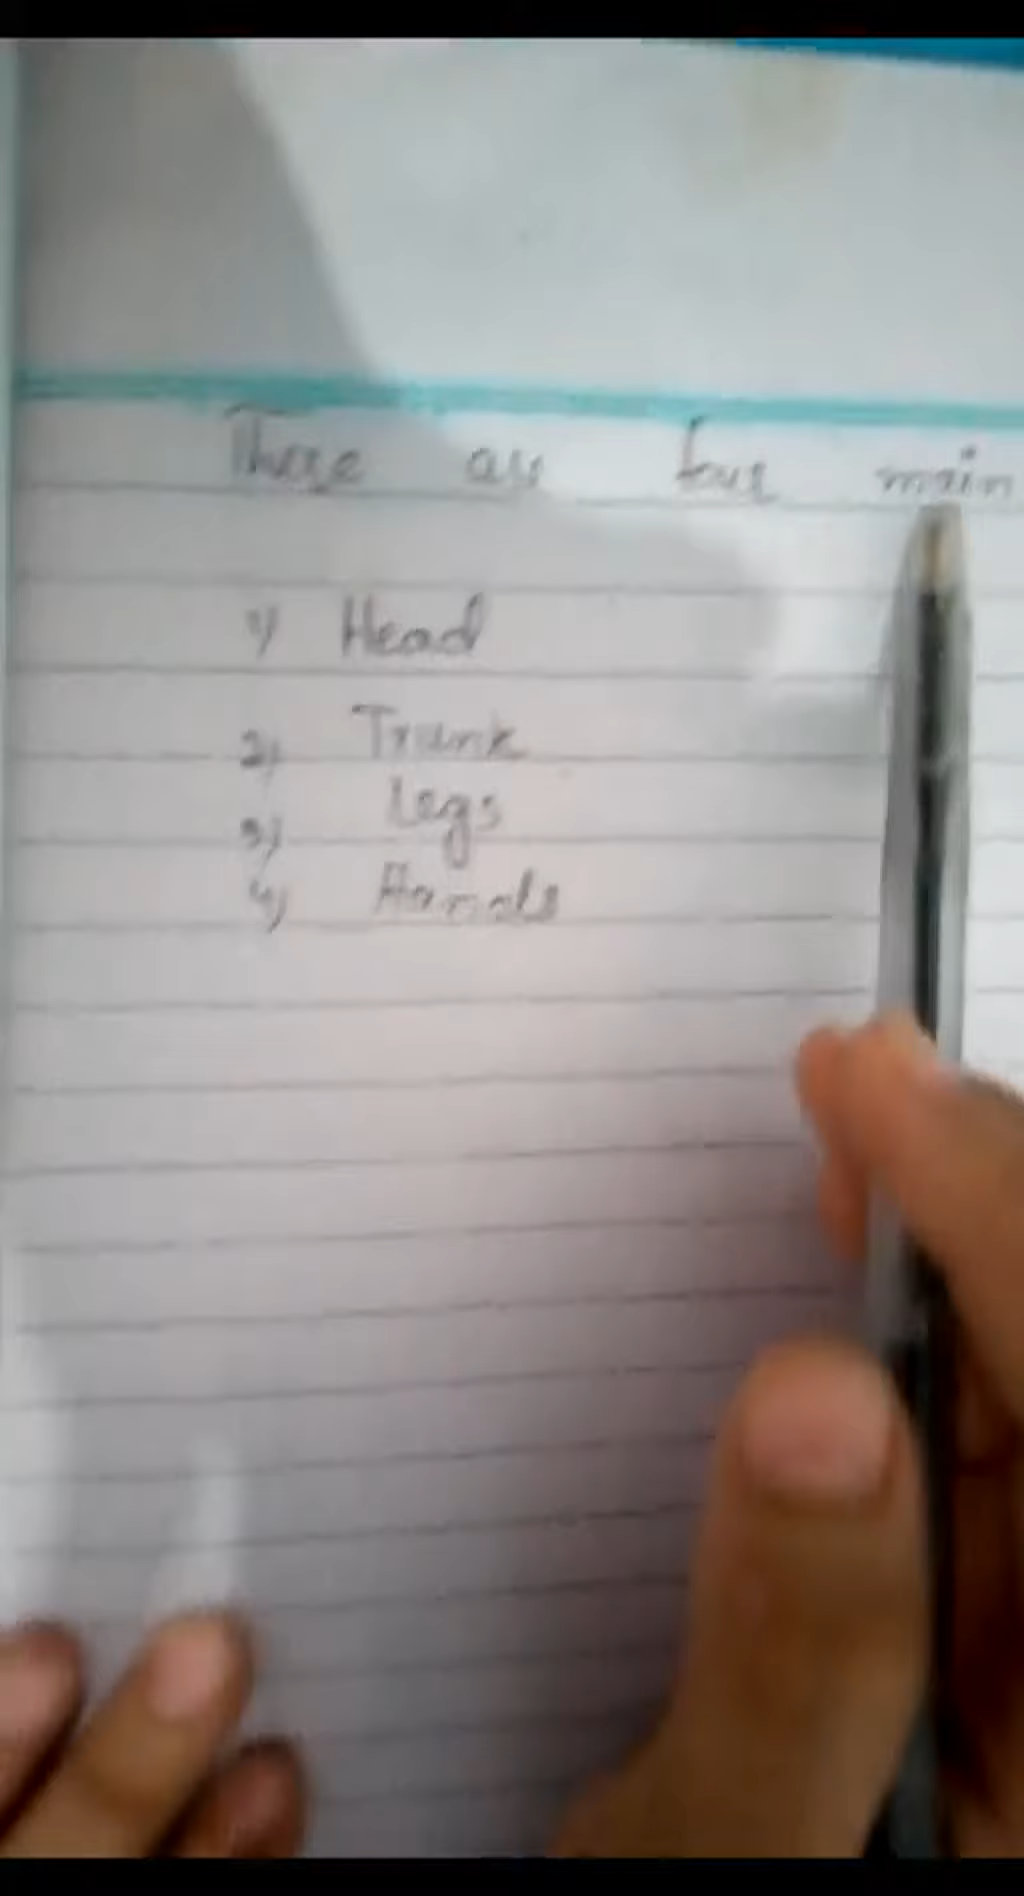 There are four main
1) Head
2) Trunk
3) Legs
4) Hands